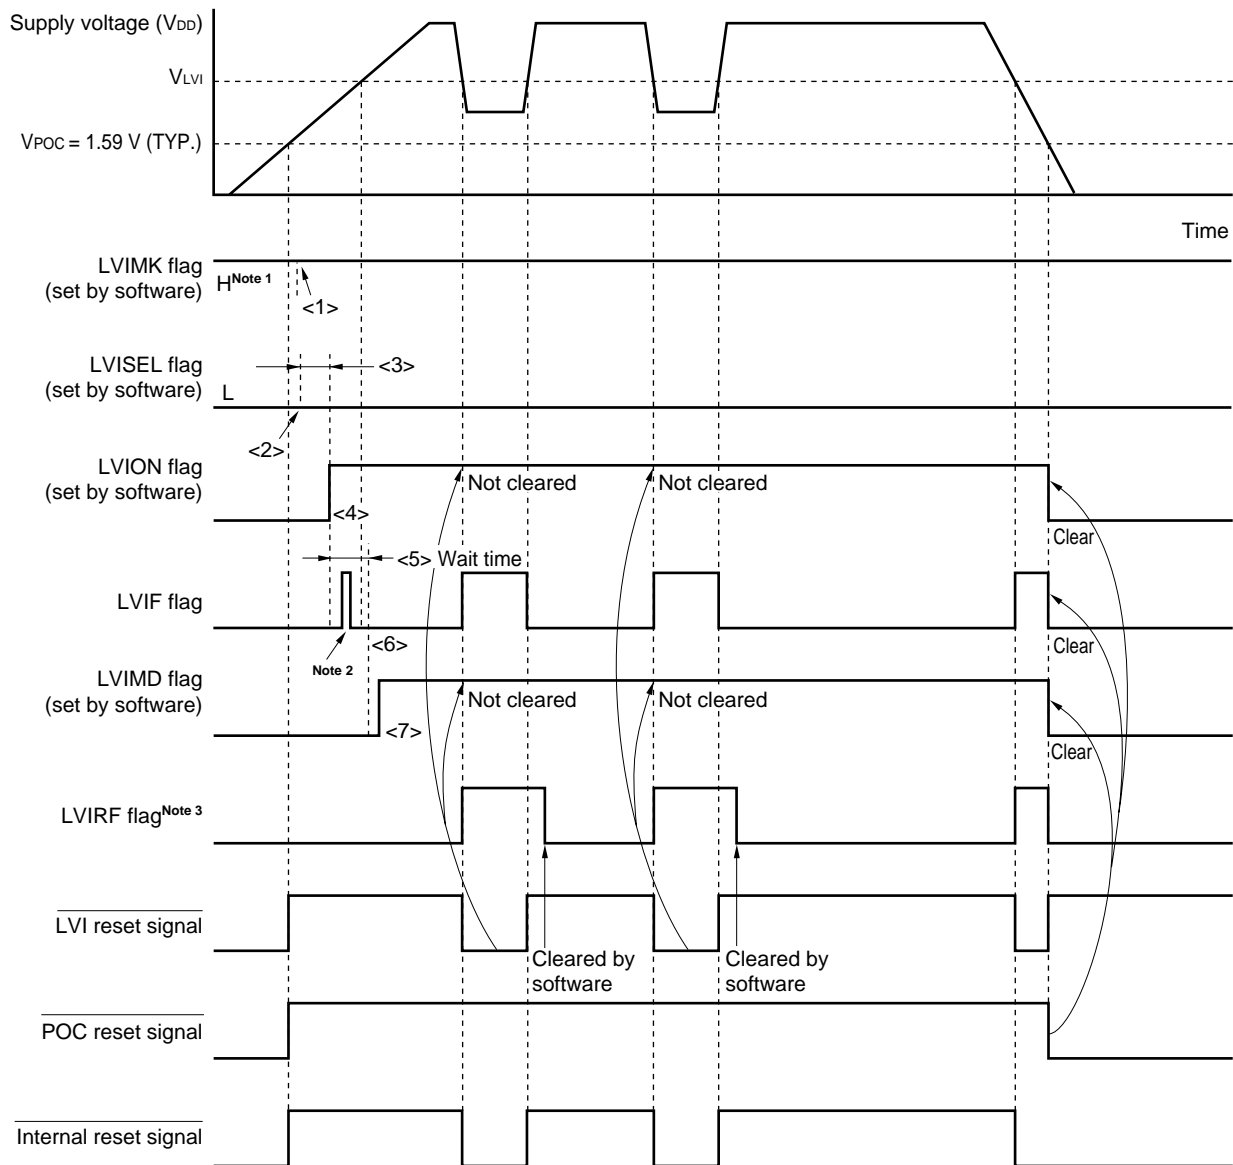 Supply voltage (VDD)
VLVI
VPOC = 1.59 V (TYP.)
Time
LVIMK flag
(set by software)
H Note 1
<1>
LVISEL flag
(set by software)
L
<3>
<2>
LVION flag
(set by software)
Not cleared
Not cleared
<4>
Clear
<5> Wait time
LVIF flag
Note 2
<6>
Clear
LVIMD flag
(set by software)
Not cleared
Not cleared
<7>
Clear
LVIRF flag Note 3
LVI reset signal
Cleared by
software
Cleared by
software
POC reset signal
Internal reset signal